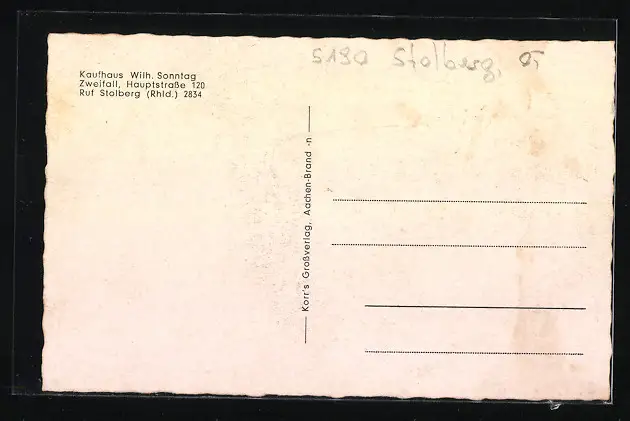 Kaufhaus Wilh. Sonntag
Zweifall, Hauptstraße 120
Ruf Stolberg (Rhld.) 2834
5190 Stolberg,
Korr's Großverlag, Aachen-Brand -n